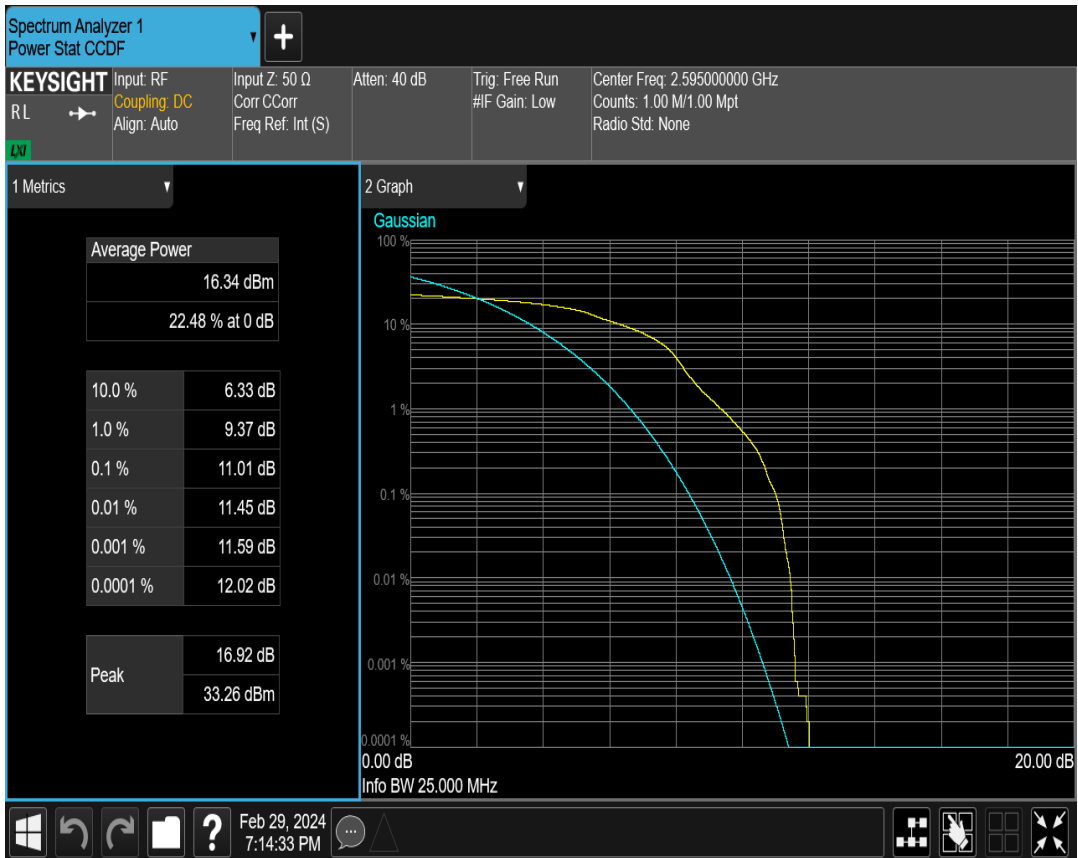 Spectrum Analyzer 1
Power Stat CCDF
+
KEYSIGHT
RL
LXI
Input: RF
Coupling: DC
Align: Auto
Input Z: 50 Ω
Corr CCorr
Freq Ref: Int (S)
Atten: 40 dB
Trig: Free Run
#IF Gain: Low
Center Freq: 2.595000000 GHz
Counts: 1.00 M/1.00 Mpt
Radio Std: None
1 Metrics
Average Power
16.34 dBm
22.48 % at 0 dB
10.0 % 6.33 dB
1.0 % 9.37 dB
0.1 % 11.01 dB
0.01 % 11.45 dB
0.001 % 11.59 dB
0.0001 % 12.02 dB
Peak
16.92 dB
33.26 dBm
2 Graph
Gaussian
100 %
10 %
1 %
0.1 %
0.01 %
0.001 %
0.0001 %
0.00 dB 20.00 dB
Info BW 25.000 MHz
?
Feb 29, 2024
7:14:33 PM